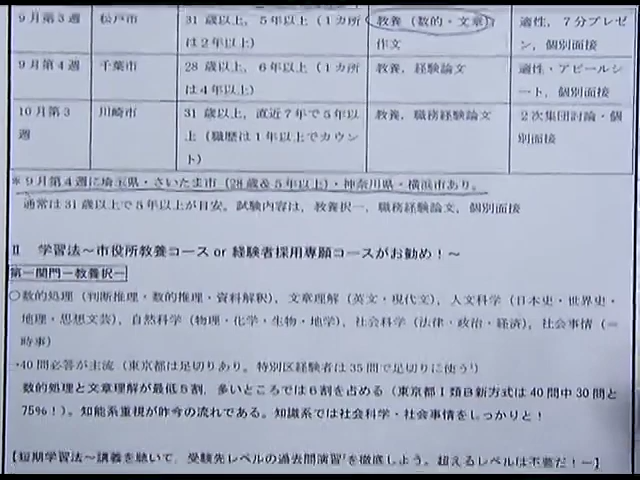 9月第3週 松戸市 31歳以上，5年以上（1カ所は2年以上） 教養（数的・文章） 作文 適性，7分プレゼン，個別面接
9月第4週 千葉市 28歳以上，6年以上（1カ所は4年以上） 教養，経験論文 適性・アピールシート，個別面接
10月第3週 川崎市 31歳以上，直近7年で5年以上（職歴は1年以上でカウント） 教養，職務経験論文 2次集団討論・個別面接
＊9月第4週に埼玉県・さいたま市（28歳＆5年以上）・神奈川県・横浜市あり。
通常は31歳以上で5年以上が目安。試験内容は，教養択一，職務経験論文，個別面接
Ⅱ 学習法～市役所教養コース or 経験者採用専願コースがお勧め！～
第一関門ー教養択一
○数的処理（判断推理・数的推理・資料解釈），文章理解（英文・現代文），人文科学（日本史・世界史・
地理・思想文芸），自然科学（物理・化学・生物・地学），社会科学（法律・政治・経済），社会事情（＝
時事）
→40問必答が主流（東京都は足切りあり。特別区経験者は35問で足切りに使う！）
数的処理と文章理解が最低5割，多いところでは6割を占める（東京都Ⅰ類B新方式は40問中30問と
75%！）。知能系重視が昨今の流れである。知識系では社会科学・社会事情をしっかりと！
【短期学習法～講義を聴いて，受験先レベルの過去問演習を徹底しよう。超えるレベルは不要だ！ー】